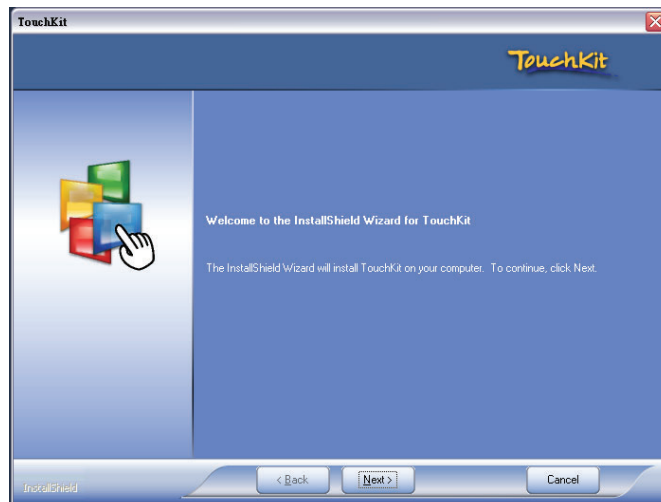 TouchKit
TouchKit
Welcome to the InstallShield Wizard for TouchKit
The InstallShield Wizard will install TouchKit on your computer. To continue, click Next.
InstallShield
< Back
Next >
Cancel